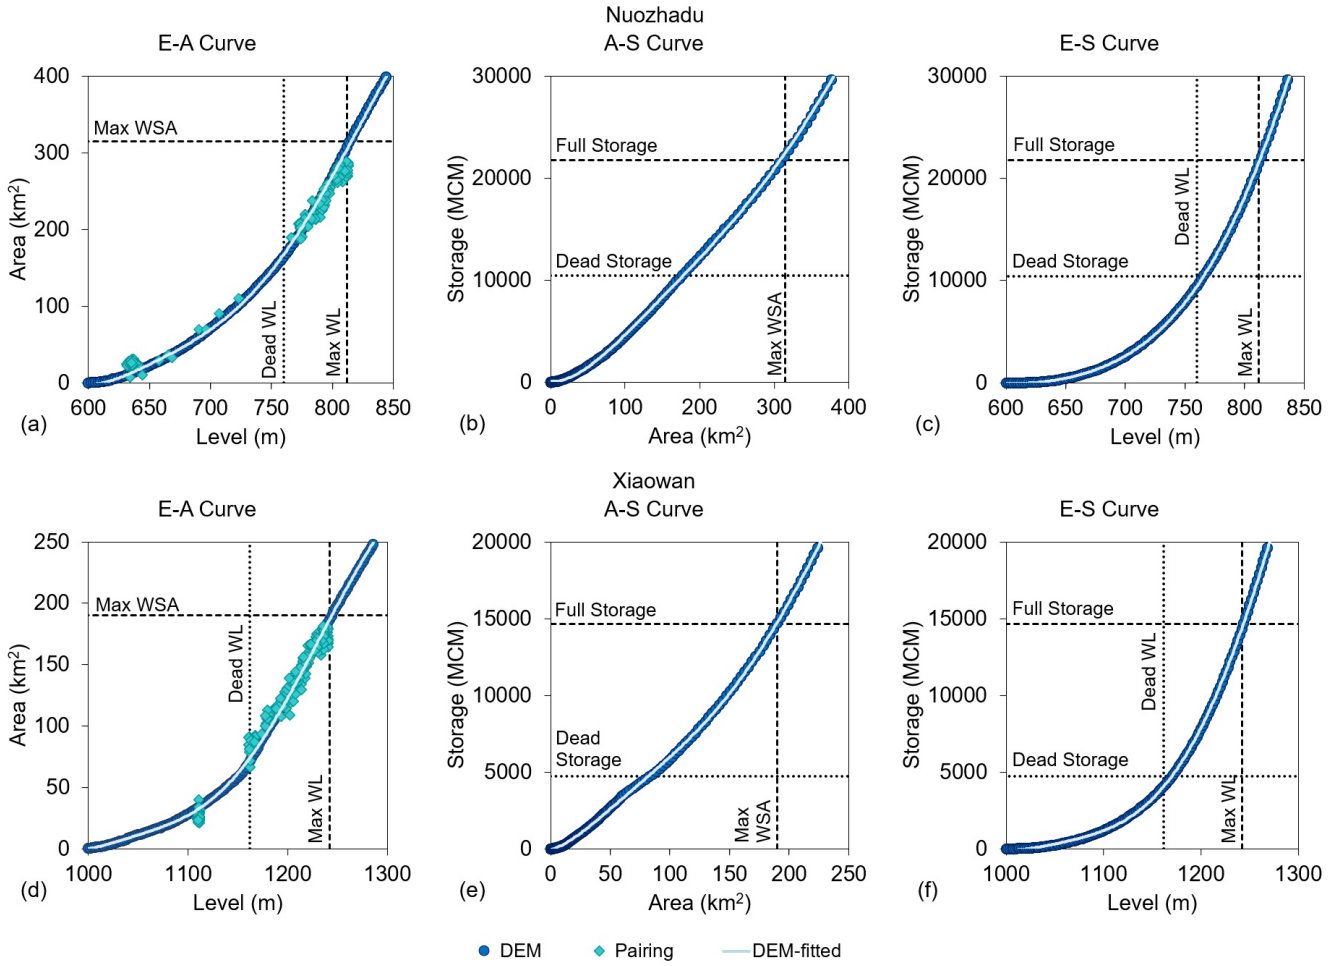 Nuozhadu
E-A Curve
A-S Curve
E-S Curve
400
300
200
100
0
Area (km²)
Max WSA
Dead WL
Max WL
600 650 700 750 800 850
(a)
Level (m)
30000
20000
10000
0
Storage (MCM)
Full Storage
Dead Storage
Max WSA
0 100 200 300 400
(b)
Area (km²)
30000
20000
10000
0
Storage (MCM)
Full Storage
Dead WL
Dead Storage
Max WL
600 650 700 750 800 850
(c)
Level (m)
Xiaowan
E-A Curve
A-S Curve
E-S Curve
250
200
150
100
50
0
Area (km²)
Max WSA
Dead WL
Max WL
1000 1100 1200 1300
(d)
Level (m)
20000
15000
10000
5000
0
Storage (MCM)
Full Storage
Dead
Storage
Max
WSA
0 50 100 150 200 250
(e)
Area (km²)
20000
15000
10000
5000
0
Storage (MCM)
Full Storage
Dead WL
Dead Storage
Max WL
1000 1100 1200 1300
(f)
Level (m)
DEM Pairing DEM-fitted